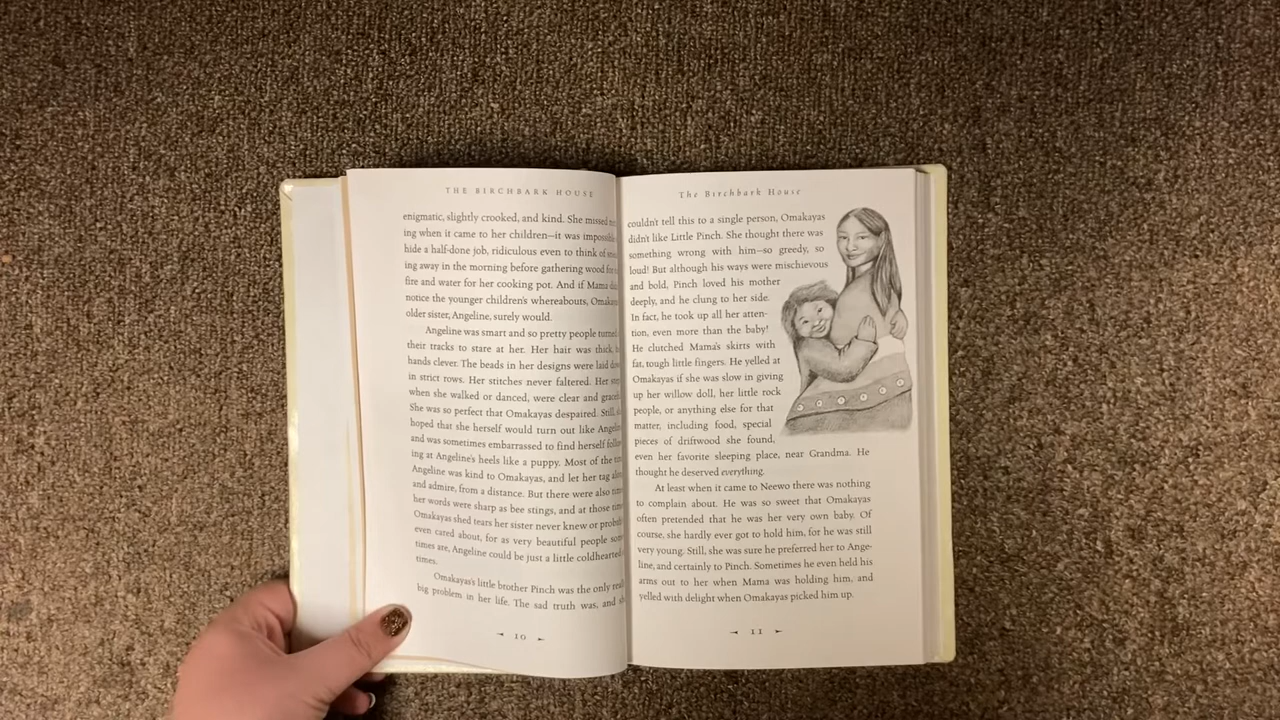 THE BIRCHBARK HOUSE
enigmatic, slightly crooked, and kind. She missed
ing when it came to her children—it was
hide a half-done job, ridiculous even to think of
ing away in the morning before gathering wood
fire and water for her cooking pot. And if Mama
notice the younger children's whereabouts,
older sister, Angeline, surely would.
Angeline was smart and so pretty people turned
their tracks to stare at her. Her hair was thick,
hands clever. The beads in her designs were laid
in strict rows. Her stitches never faltered. Her
when she walked or danced, were clear and
She was so perfect that Omakayas despaired. Still,
hoped that she herself would turn out like
and was sometimes embarrassed to find herself
ing at Angeline's heels like a puppy. Most of the
Angeline was kind to Omakayas, and let her tag
and admire, from a distance. But there were also
her words were sharp as bee stings, and at those
Omakayas shed tears her sister never knew or
even cared about, for as very beautiful people
times are, Angeline could be just a little coldhearted
times.
Omakayas's little brother Pinch was the only
big problem in her life. The sad truth was, and
10
The Birchbark House
couldn't tell this to a single person, Omakayas
didn't like Little Pinch. She thought there was
something wrong with him—so greedy, so
loud! But although his ways were mischievous
and bold, Pinch loved his mother
deeply, and he clung to her side.
In fact, he took up all her atten-
tion, even more than the baby!
He clutched Mama's skirts with
fat, tough little fingers. He yelled at
Omakayas if she was slow in giving
up her willow doll, her little rock
people, or anything else for that
matter, including food, special
pieces of driftwood she found,
even her favorite sleeping place, near Grandma. He
thought he deserved everything.
At least when it came to Neewo there was nothing
to complain about. He was so sweet that Omakayas
often pretended that he was her very own baby. Of
course, she hardly ever got to hold him, for he was still
very young. Still, she was sure he preferred her to Ange-
line, and certainly to Pinch. Sometimes he even held his
arms out to her when Mama was holding him, and
yelled with delight when Omakayas picked him up.
11